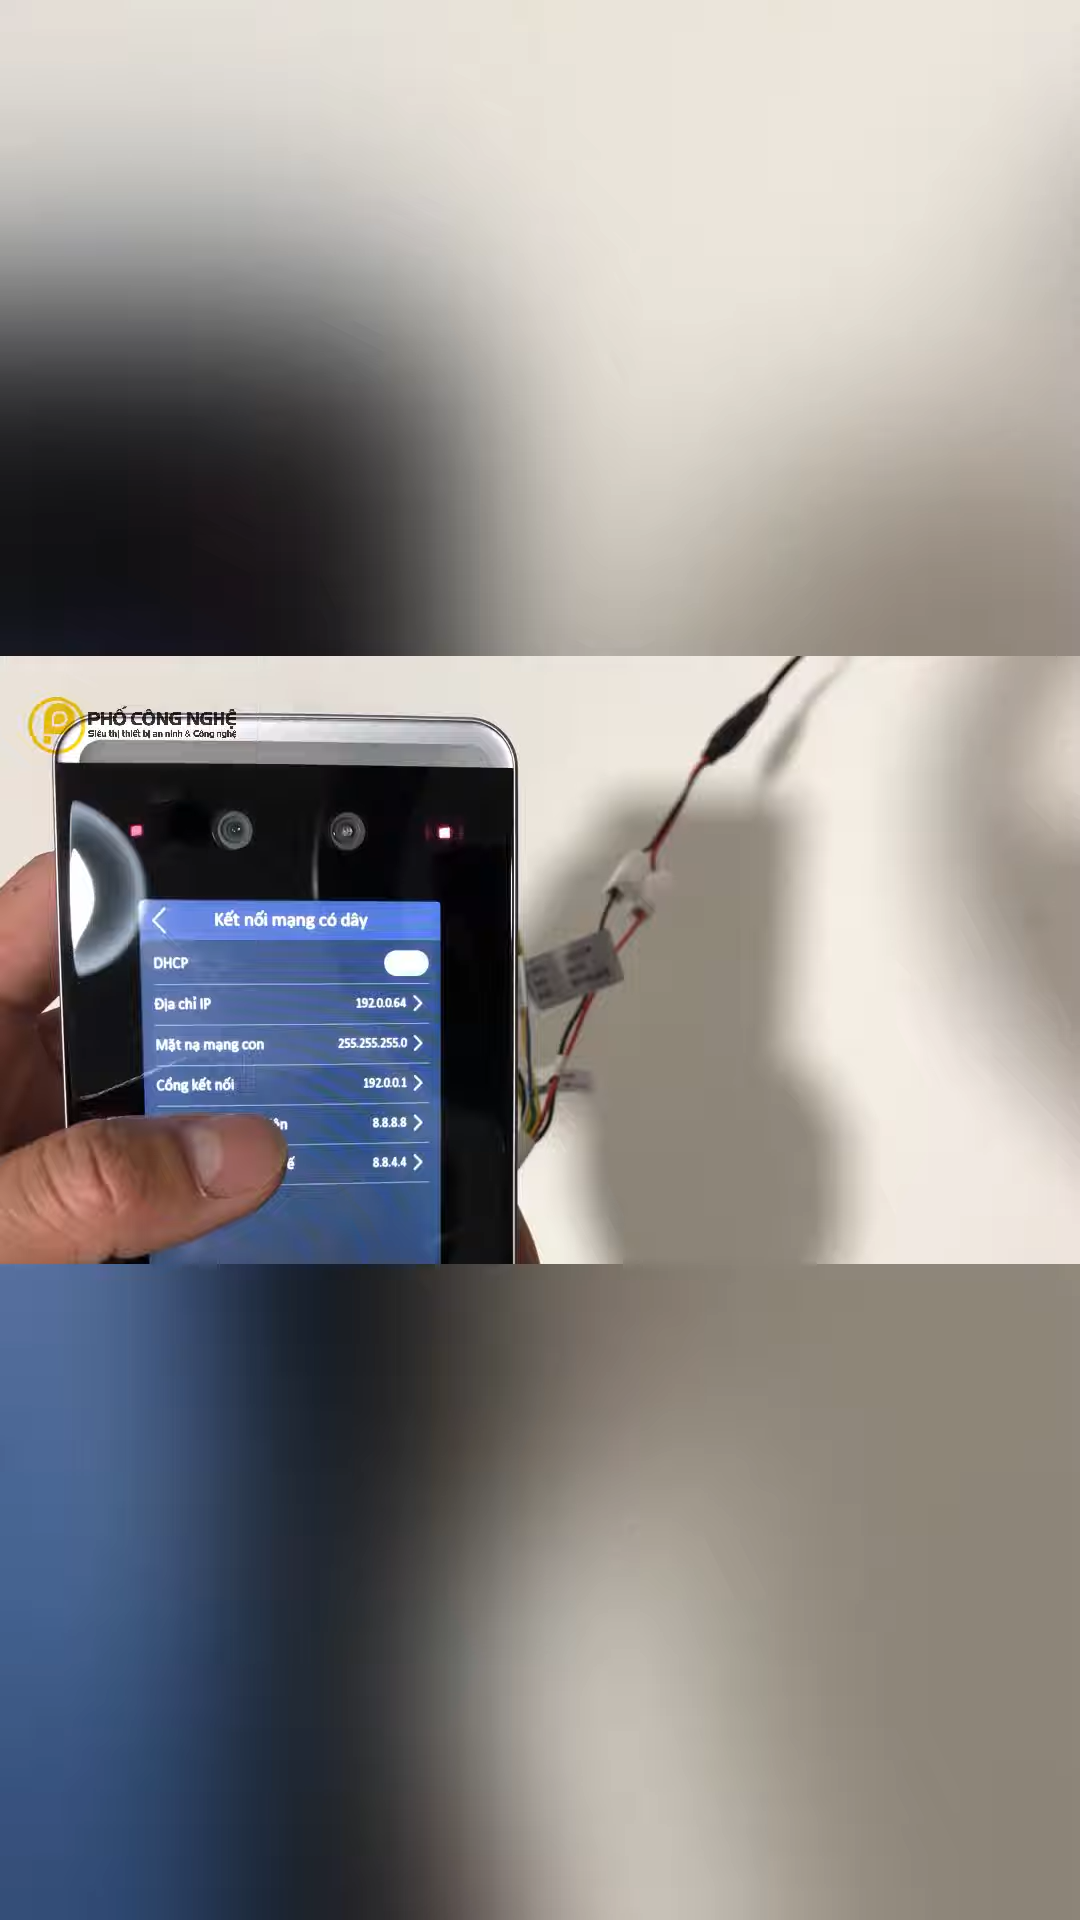 PHỐ CÔNG NGHỆ
Siêu thị thiết bị an ninh & Công nghệ
Kết nối mạng có dây
DHCP
Địa chỉ IP 192.0.0.64
Mặt nạ mạng con 255.255.255.0
Cổng kết nối 192.0.0.1
8.8.8.8
8.8.4.4